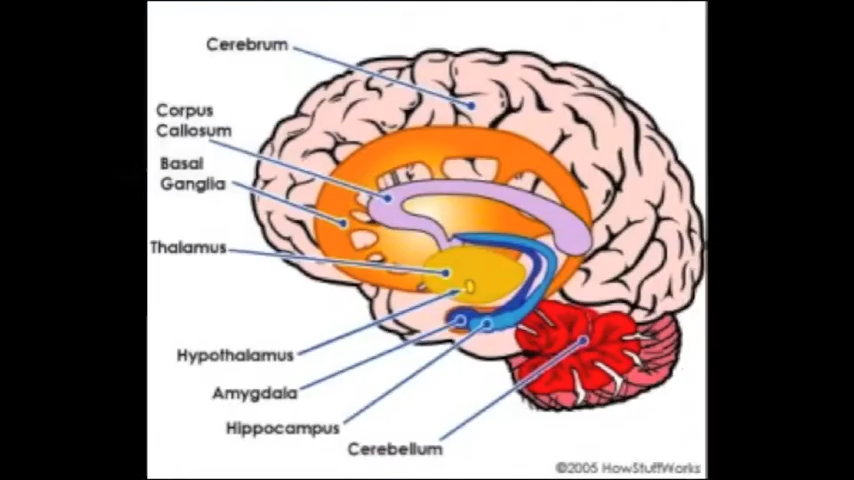 Cerebrum
Corpus
Callosum
Basal
Ganglia
Thalamus
Hypothalamus
Amygdala
Hippocampus
Cerebellum
©2005 HowStuffWorks